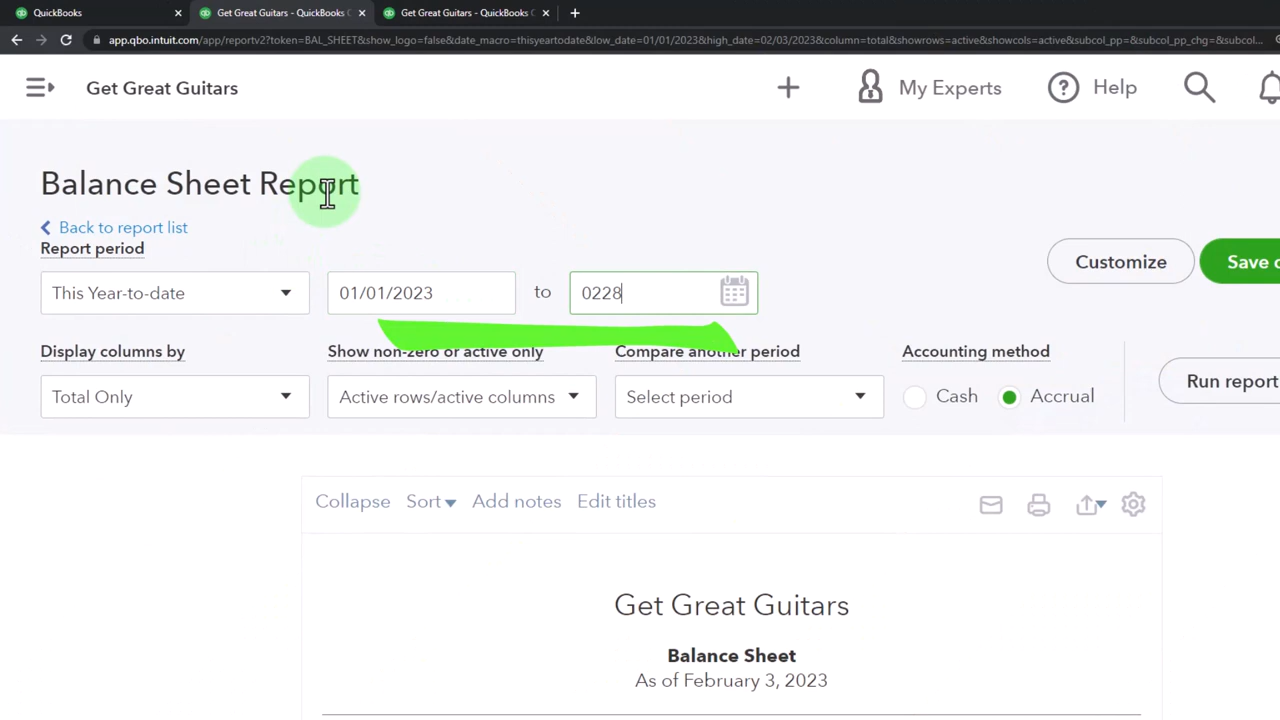 QuickBooks
Get Great Guitars - QuickBooks
Get Great Guitars - QuickBooks
app.qbo.intuit.com/app/reportv2?token=BAL_SHEET&show_logo=false&date_macro=thisyeartodate&low_date=01/01/2023&high_date=02/03/2023&column=total&showrows=active&showcols=active&subcol_pp=&subcol_pp_chg=&subcol...
Get Great Guitars
My Experts
Help
Balance Sheet Report
Back to report list
Report period
This Year-to-date
01/01/2023
to
0228
Customize
Save
Display columns by
Show non-zero or active only
Compare another period
Accounting method
Total Only
Active rows/active columns
Select period
Cash
Accrual
Run report
Collapse
Sort
Add notes
Edit titles
Get Great Guitars
Balance Sheet
As of February 3, 2023